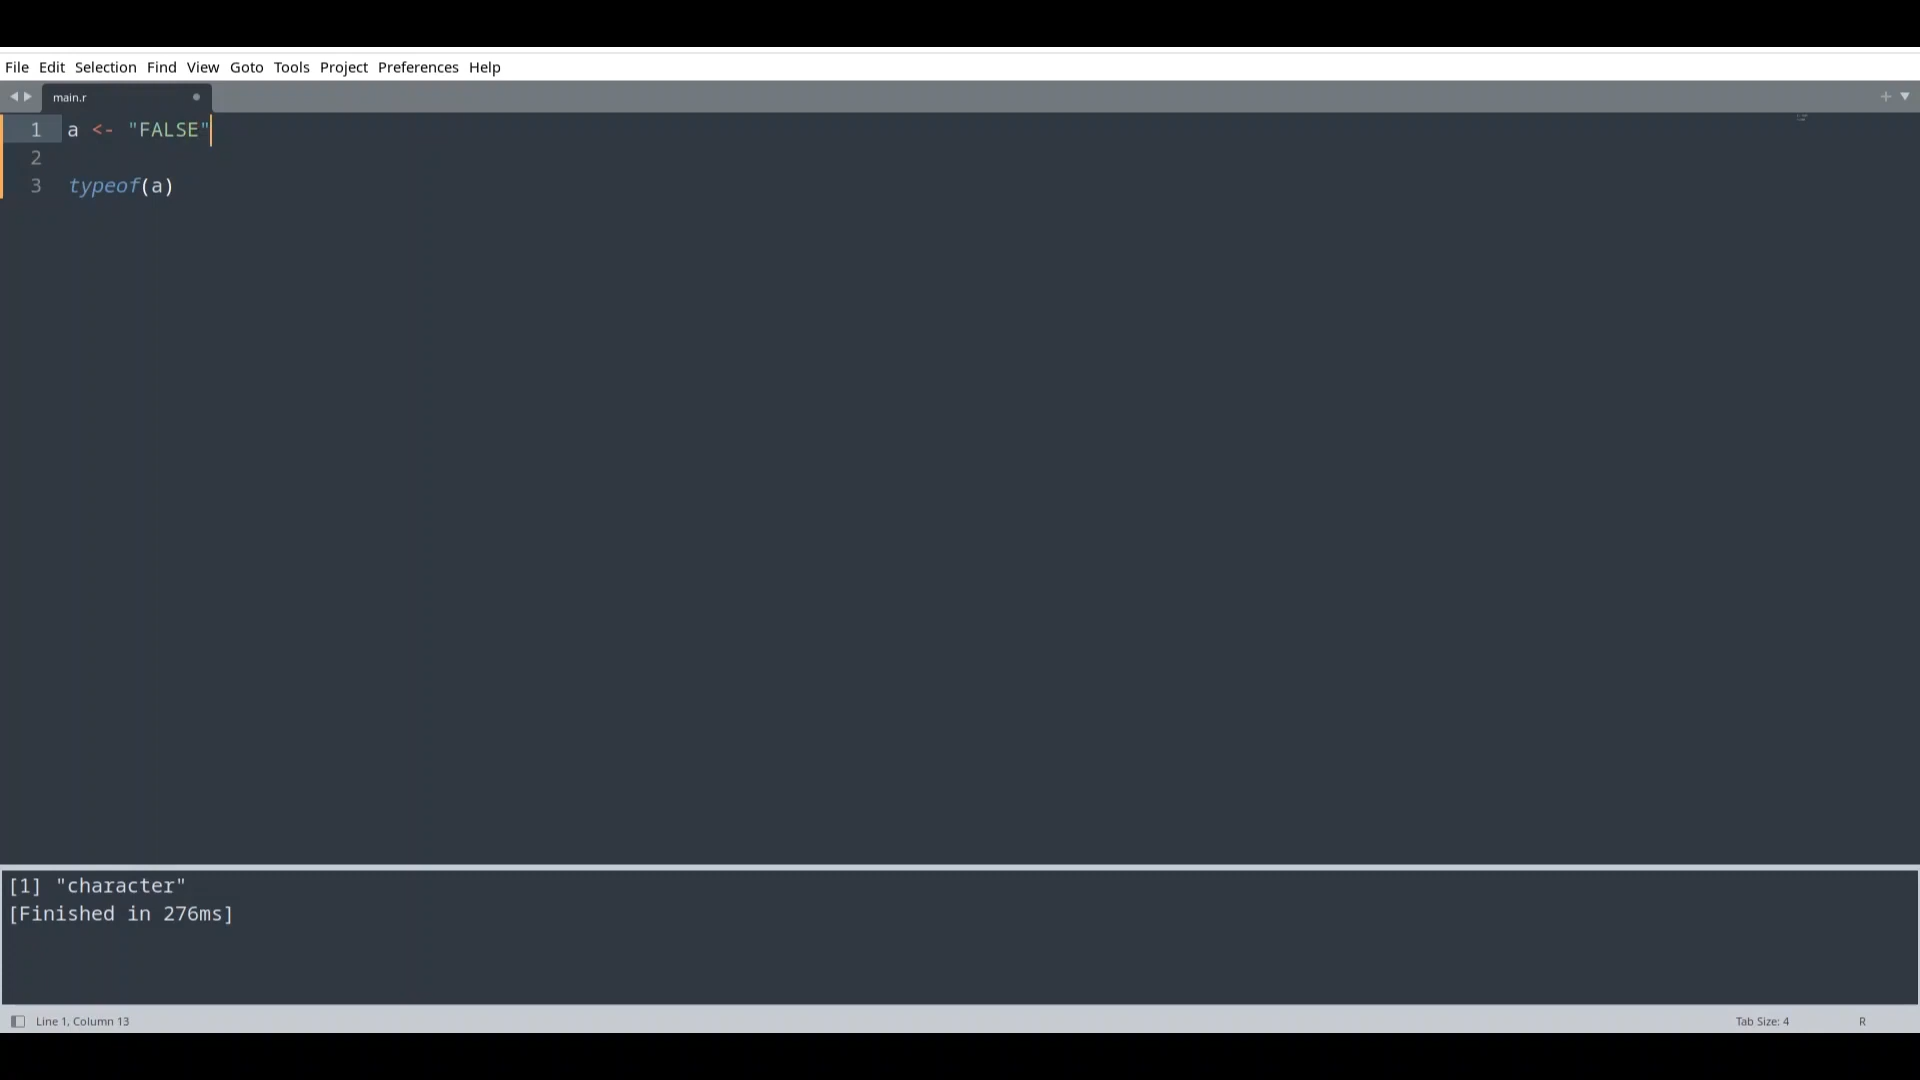 File Edit Selection Find View Goto Tools Project Preferences Help
main.r
1 a <- "FALSE"
2
3 typeof(a)
[1] "character"
[Finished in 276ms]
Line 1, Column 13 Tab Size: 4 R